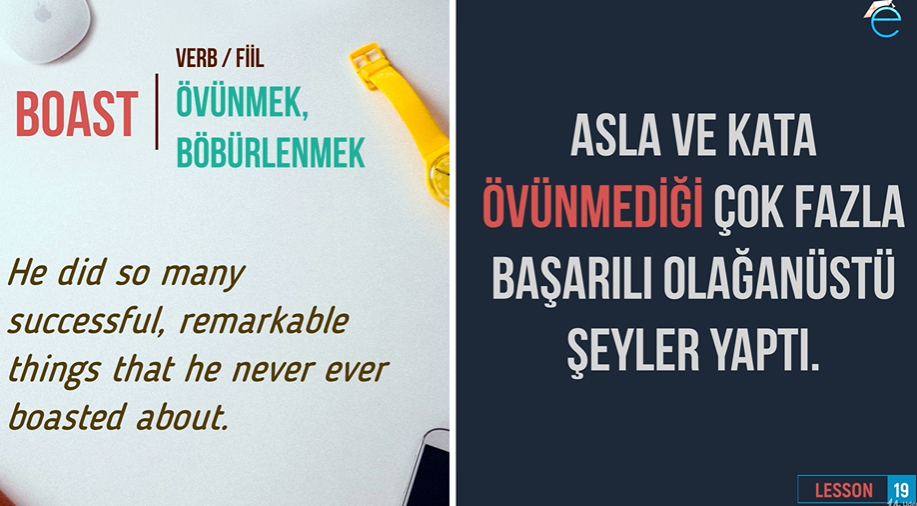 BOAST
VERB / FİİL
ÖVÜNMEK,
BÖBÜRLENMEK
He did so many
successful, remarkable
things that he never ever
boasted about.
e
ASLA VE KATA
ÖVÜNMEDİĞİ ÇOK FAZLA
BAŞARILI OLAĞANÜSTÜ
ŞEYLER YAPTI.
LESSON 19